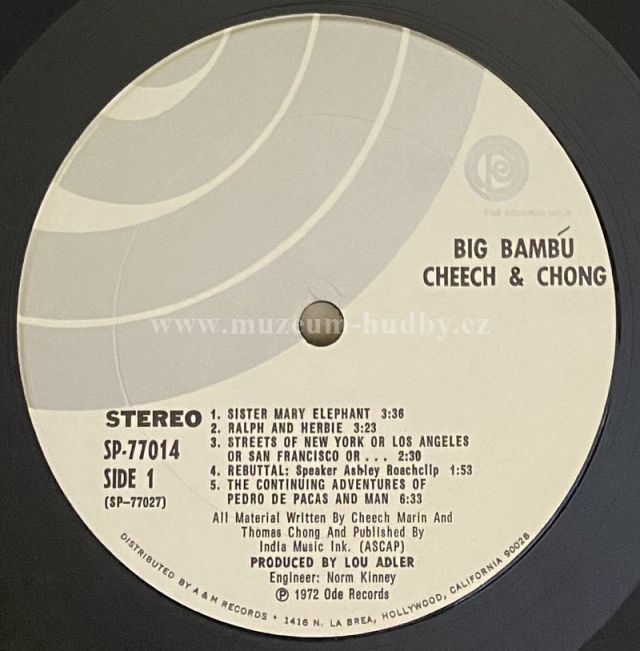 BIG BAMBÚ
CHEECH & CHONG
www.muzeum-hudby.cz
STEREO
SP-77014
SIDE 1
(SP-77027)
1. SISTER MARY ELEPHANT 3:36
2. RALPH AND HERBIE 3:23
3. STREETS OF NEW YORK OR LOS ANGELES
OR SAN FRANCISCO OR . . . 2:30
4. REBUTTAL: Speaker Ashley Roachclip 1:53
5. THE CONTINUING ADVENTURES OF
PEDRO DE PACAS AND MAN 6:33
All Material Written By Cheech Marin And
Thomas Chong And Published By
India Music Ink. (ASCAP)
PRODUCED BY LOU ADLER
Engineer: Norm Kinney
℗ 1972 Ode Records
DISTRIBUTED BY A & M RECORDS • 1416 N. LA BREA, HOLLYWOOD, CALIFORNIA 90028